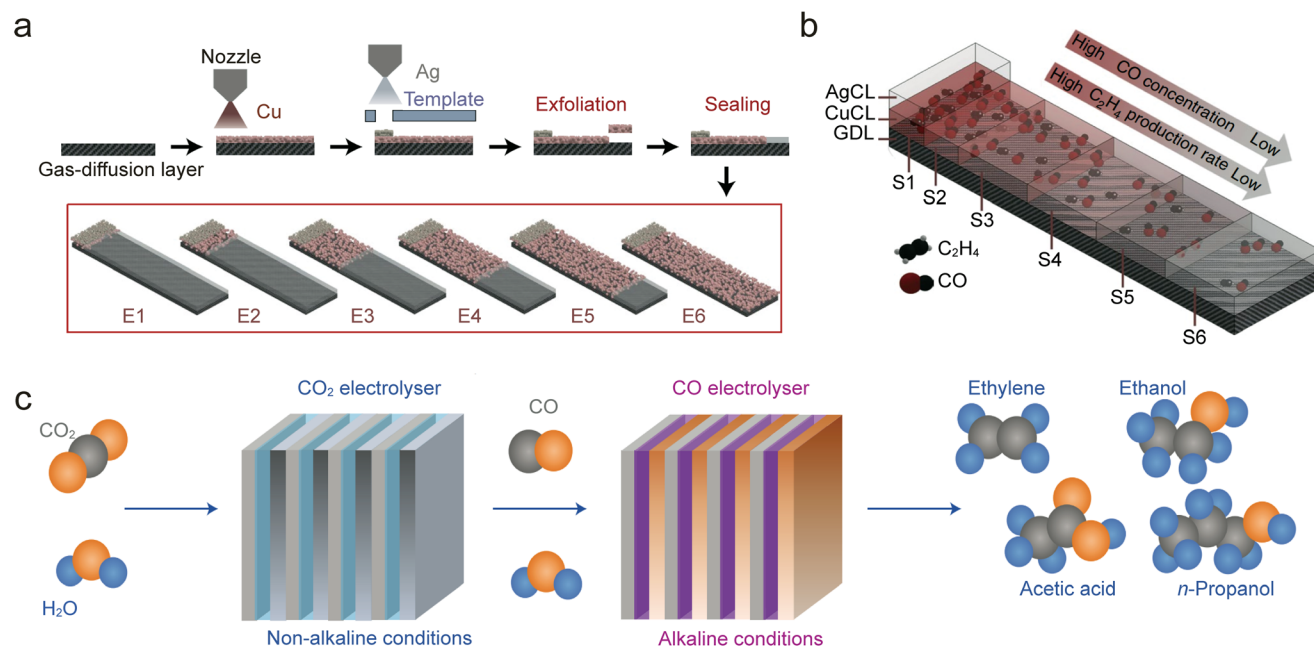 a
Nozzle
Cu
Ag
Template
Exfoliation
Sealing
Gas-diffusion layer
E1
E2
E3
E4
E5
E6
b
High CO concentration Low
High C₂H₄ production rate Low
AgCL
CuCL
GDL
S1
S2
S3
S4
S5
S6
C₂H₄
CO
c
CO₂
H₂O
CO₂ electrolyser
Non-alkaline conditions
CO
CO electrolyser
Alkaline conditions
Ethylene
Ethanol
Acetic acid
n-Propanol